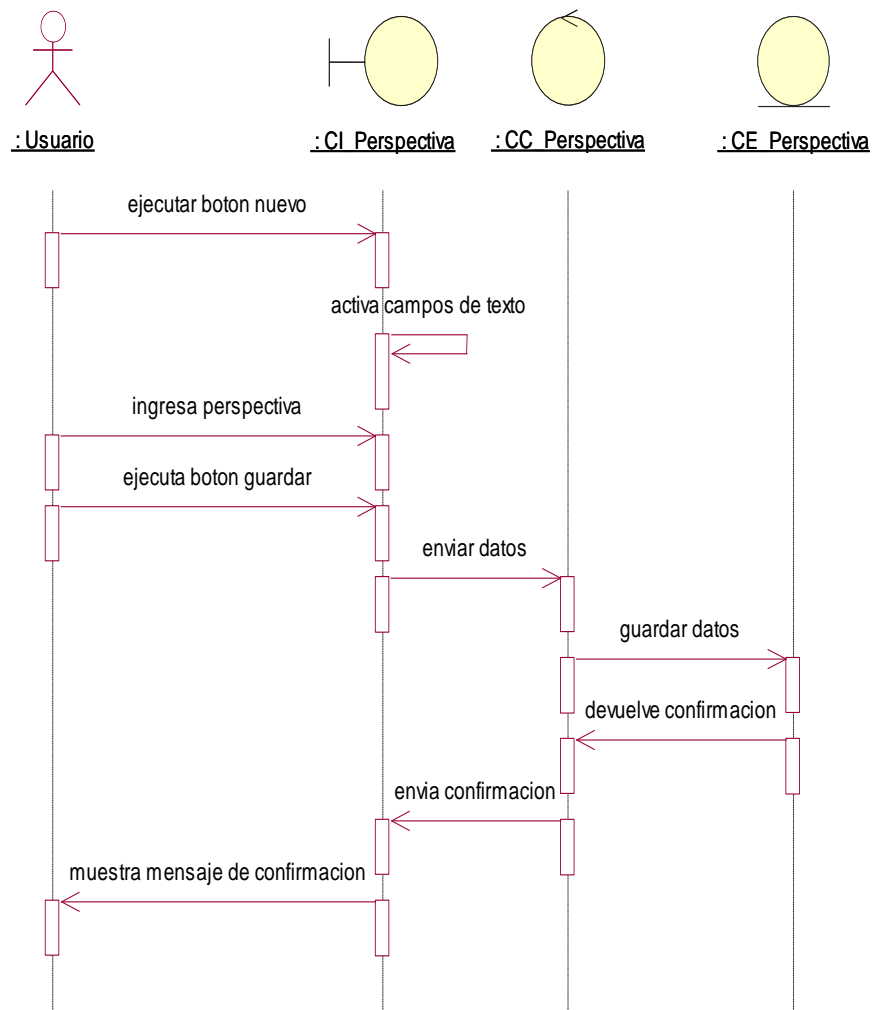 : Usuario
: CI_Perspectiva
: CC_Perspectiva
: CE_Perspectiva
ejecutar boton nuevo
activa campos de texto
ingresa perspectiva
ejecuta boton guardar
enviar datos
guardar datos
devuelve confirmacion
envia confirmacion
muestra mensaje de confirmacion